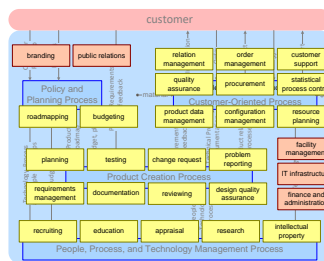 customer
branding
public relations
relation
management
order
management
customer
support
quality
assurance
procurement
statistical
process contr
Policy and
Planning Process
Customer-Oriented Process
roadmapping
budgeting
product data
management
configuration
management
resource
planning
facility
management
planning
testing
change request
problem
reporting
IT infrastruct
Product Creation Process
requirements
management
documentation
reviewing
design quality
assurance
finance and
administratio
recruiting
education
appraisal
research
intellectual
property
People, Process, and Technology Management Process